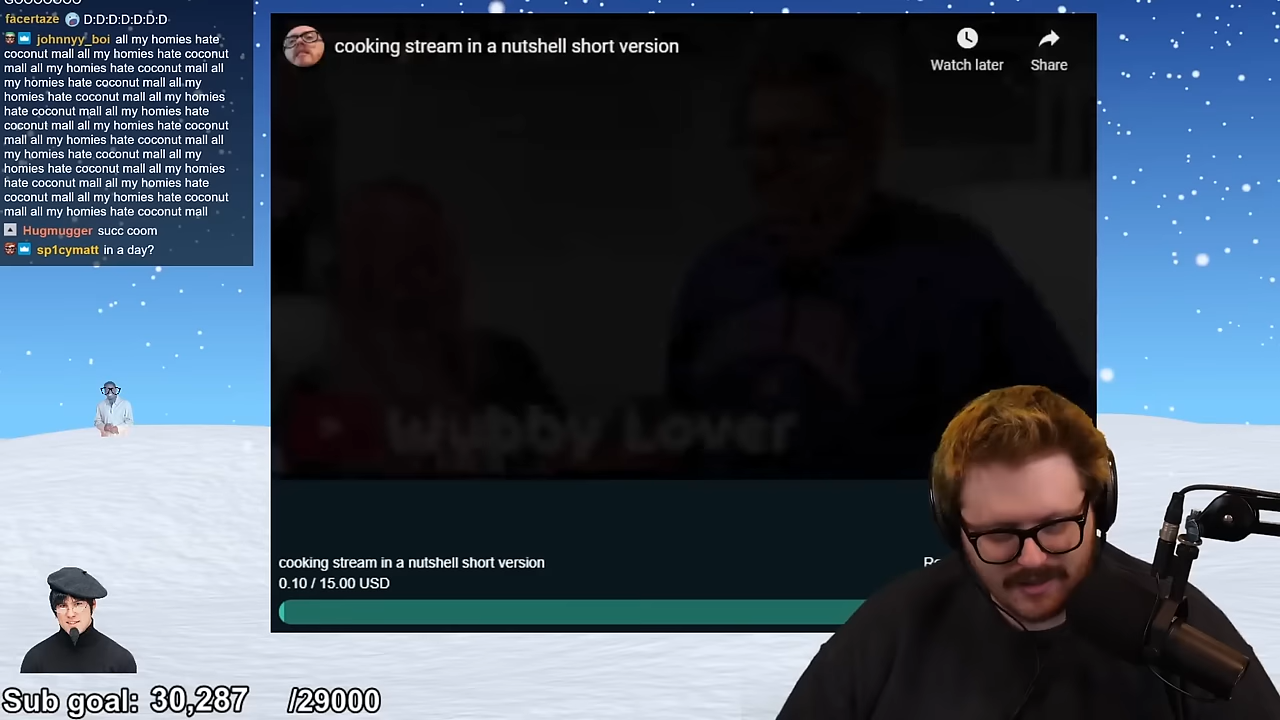 facertaze D:D:D:D:D:D:D
johnnyy_boi all my homies hate
coconut mall all my homies hate coconut
mall all my homies hate coconut mall all
my homies hate coconut mall all my
homies hate coconut mall all my homies
hate coconut mall all my homies hate
coconut mall all my homies hate coconut
mall all my homies hate coconut mall all
my homies hate coconut mall all my
homies hate coconut mall all my homies
hate coconut mall all my homies hate
coconut mall all my homies hate coconut
mall all my homies hate coconut mall
Hugmugger succ coom
sp1cymatt in a day?
cooking stream in a nutshell short version
Watch later
Share
Wubby Lover
cooking stream in a nutshell short version
0.10 / 15.00 USD
Sub goal: 30,287 /29000